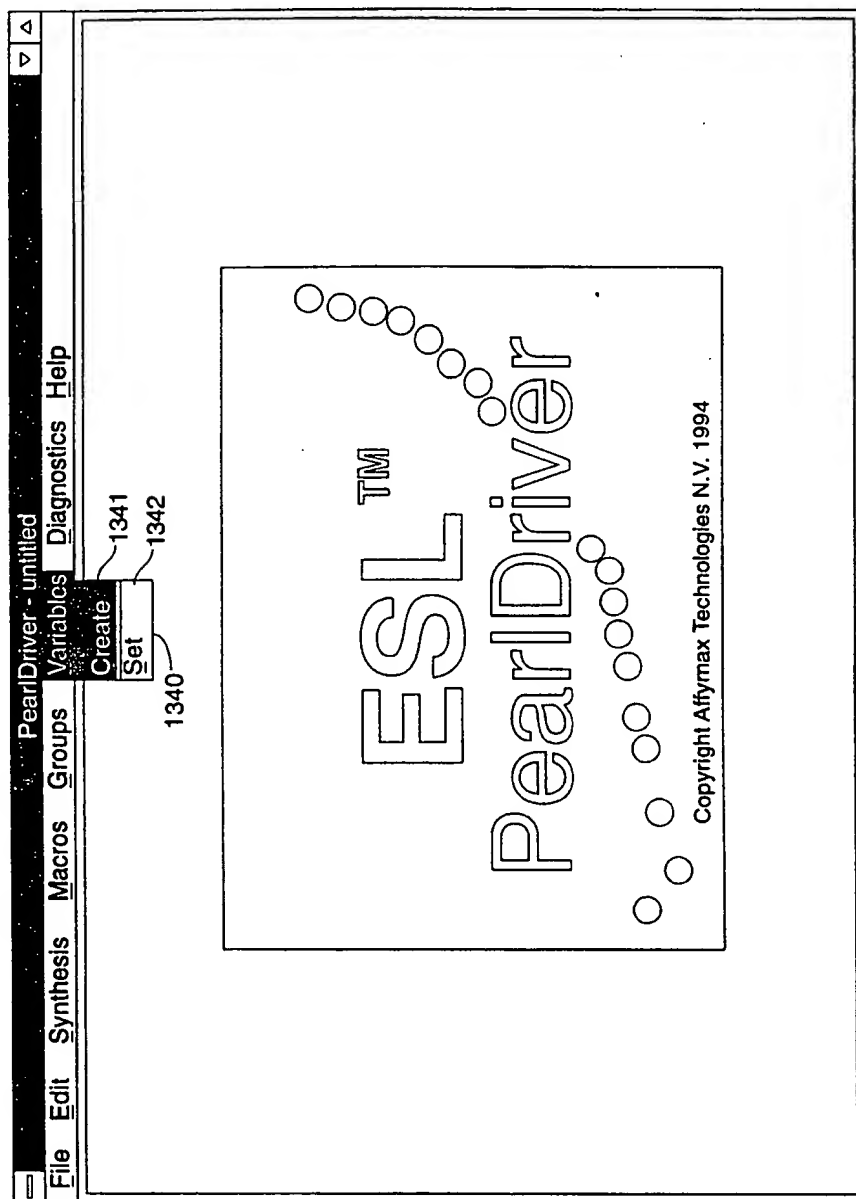 PearlDriver - untitled
File Edit Synthesis Macros Groups Variables Diagnostics Help
Create
Set
1341
1342
1340
ESL™
PearlDriver
Copyright Affymax Technologies N.V. 1994